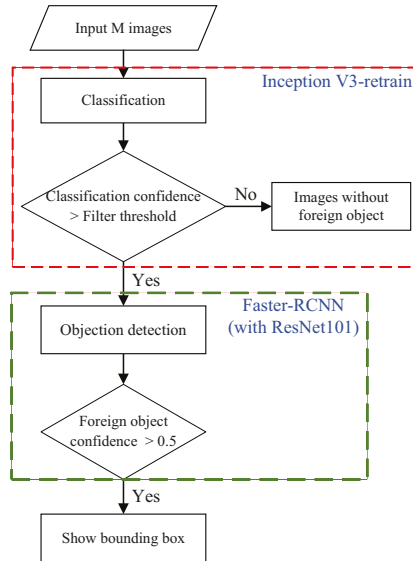 Input M images
Inception V3-retrain
Classification
Classification confidence
> Filter threshold
No
Images without
foreign object
Yes
Faster-RCNN
(with ResNet101)
Objection detection
Foreign object
confidence > 0.5
Yes
Show bounding box